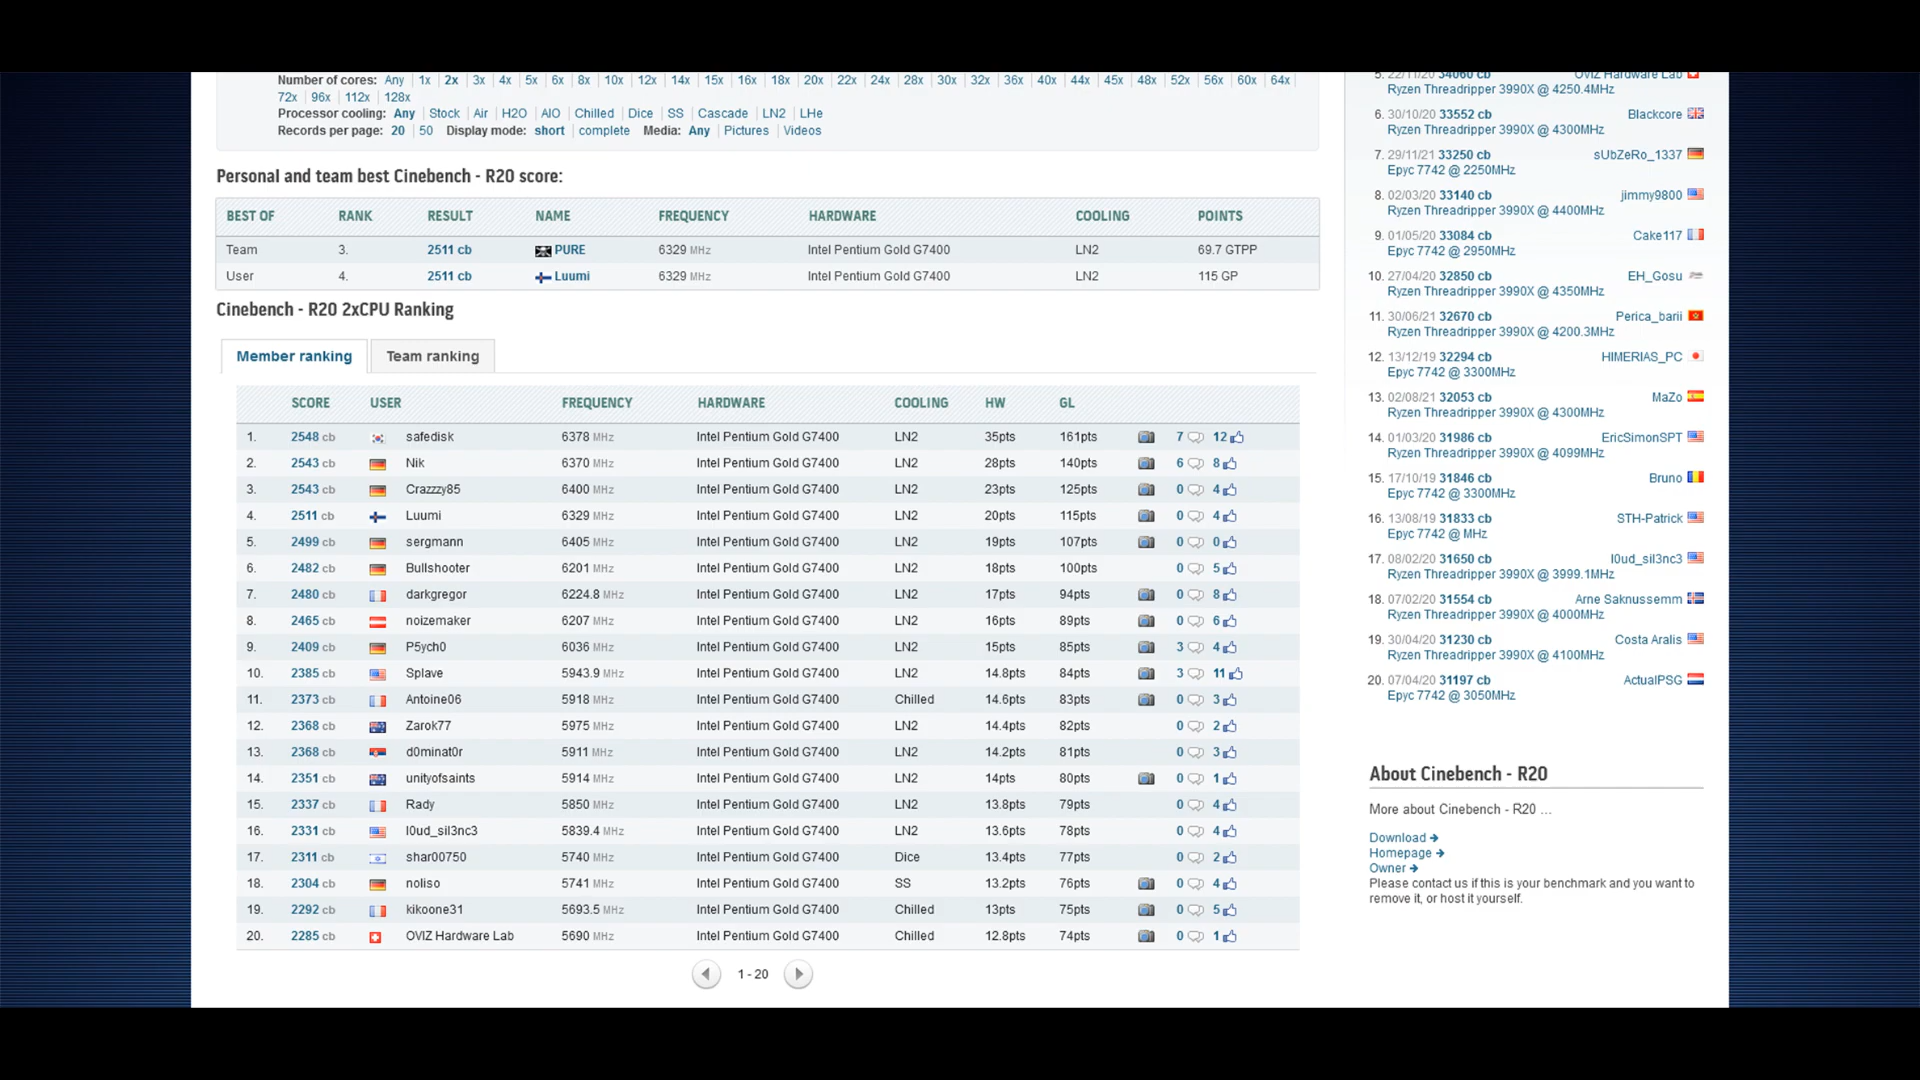 Number of cores: Any 1x 2x 3x 4x 5x 6x 8x 10x 12x 14x 15x 16x 18x 20x 22x 24x 28x 30x 32x 36x 40x 44x 45x 48x 52x 56x 60x 64x
72x 96x 112x 128x
Processor cooling: Any Stock Air H2O AIO Chilled Dice SS Cascade LN2 LHe
Records per page: 20 50 Display mode: short complete Media: Any Pictures Videos
Personal and team best Cinebench - R20 score:
BEST OF RANK RESULT NAME FREQUENCY HARDWARE COOLING POINTS
Team 3. 2511 cb PURE 6329 MHz Intel Pentium Gold G7400 LN2 69.7 GTPP
User 4. 2511 cb Luumi 6329 MHz Intel Pentium Gold G7400 LN2 115 GP
Cinebench - R20 2xCPU Ranking
Member ranking Team ranking
SCORE USER FREQUENCY HARDWARE COOLING HW GL
1. 2548 cb safedisk 6378 MHz Intel Pentium Gold G7400 LN2 35pts 161pts 7 12
2. 2543 cb Nik 6370 MHz Intel Pentium Gold G7400 LN2 28pts 140pts 6 8
3. 2543 cb Crazzzy85 6400 MHz Intel Pentium Gold G7400 LN2 23pts 125pts 0 4
4. 2511 cb Luumi 6329 MHz Intel Pentium Gold G7400 LN2 20pts 115pts 0 4
5. 2499 cb sergmann 6405 MHz Intel Pentium Gold G7400 LN2 19pts 107pts 0 0
6. 2482 cb Bullshooter 6201 MHz Intel Pentium Gold G7400 LN2 18pts 100pts 0 5
7. 2480 cb darkgregor 6224.8 MHz Intel Pentium Gold G7400 LN2 17pts 94pts 0 8
8. 2465 cb noizemaker 6207 MHz Intel Pentium Gold G7400 LN2 16pts 89pts 0 6
9. 2409 cb P5ych0 6036 MHz Intel Pentium Gold G7400 LN2 15pts 85pts 3 4
10. 2385 cb Splave 5943.9 MHz Intel Pentium Gold G7400 LN2 14.8pts 84pts 3 11
11. 2373 cb Antoine06 5918 MHz Intel Pentium Gold G7400 Chilled 14.6pts 83pts 0 3
12. 2368 cb Zarok77 5975 MHz Intel Pentium Gold G7400 LN2 14.4pts 82pts 0 2
13. 2368 cb d0minat0r 5911 MHz Intel Pentium Gold G7400 LN2 14.2pts 81pts 0 3
14. 2351 cb unityofsaints 5914 MHz Intel Pentium Gold G7400 LN2 14pts 80pts 0 1
15. 2337 cb Rady 5850 MHz Intel Pentium Gold G7400 LN2 13.8pts 79pts 0 4
16. 2331 cb l0ud_sil3nc3 5839.4 MHz Intel Pentium Gold G7400 LN2 13.6pts 78pts 0 4
17. 2311 cb shar00750 5740 MHz Intel Pentium Gold G7400 Dice 13.4pts 77pts 0 2
18. 2304 cb noliso 5741 MHz Intel Pentium Gold G7400 SS 13.2pts 76pts 0 4
19. 2292 cb kikoone31 5693.5 MHz Intel Pentium Gold G7400 Chilled 13pts 75pts 0 5
20. 2285 cb OVIZ Hardware Lab 5690 MHz Intel Pentium Gold G7400 Chilled 12.8pts 74pts 0 1
1 - 20
5. 22/11/20 34060 cb OVIZ Hardware Lab
Ryzen Threadripper 3990X @ 4250.4MHz
6. 30/10/20 33552 cb Blackcore
Ryzen Threadripper 3990X @ 4300MHz
7. 29/11/21 33250 cb sUbZeRo_1337
Epyc 7742 @ 2250MHz
8. 02/03/20 33140 cb jimmy9800
Ryzen Threadripper 3990X @ 4400MHz
9. 01/05/20 33084 cb Cake117
Epyc 7742 @ 2950MHz
10. 27/04/20 32850 cb EH_Gosu
Ryzen Threadripper 3990X @ 4350MHz
11. 30/06/21 32670 cb Perica_barii
Ryzen Threadripper 3990X @ 4200.3MHz
12. 13/12/19 32294 cb HIMERIAS_PC
Epyc 7742 @ 3300MHz
13. 02/08/21 32053 cb MaZo
Ryzen Threadripper 3990X @ 4300MHz
14. 01/03/20 31986 cb EricSimonSPT
Ryzen Threadripper 3990X @ 4099MHz
15. 17/10/19 31846 cb Bruno
Epyc 7742 @ 3300MHz
16. 13/08/19 31833 cb STH-Patrick
Epyc 7742 @ MHz
17. 08/02/20 31650 cb l0ud_sil3nc3
Ryzen Threadripper 3990X @ 3999.1MHz
18. 07/02/20 31554 cb Arne Saknussemm
Ryzen Threadripper 3990X @ 4000MHz
19. 30/04/20 31230 cb Costa Aralis
Ryzen Threadripper 3990X @ 4100MHz
20. 07/04/20 31197 cb ActualPSG
Epyc 7742 @ 3050MHz
About Cinebench - R20
More about Cinebench - R20 ...
Download
Homepage
Owner
Please contact us if this is your benchmark and you want to
remove it, or host it yourself.